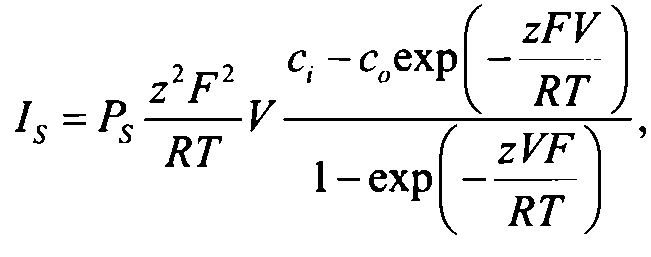 I_S = P_S \frac{z^2 F^2}{RT} V \frac{c_i - c_o \exp\left(-\frac{zFV}{RT}\right)}{1 - \exp\left(-\frac{zVF}{RT}\right)},